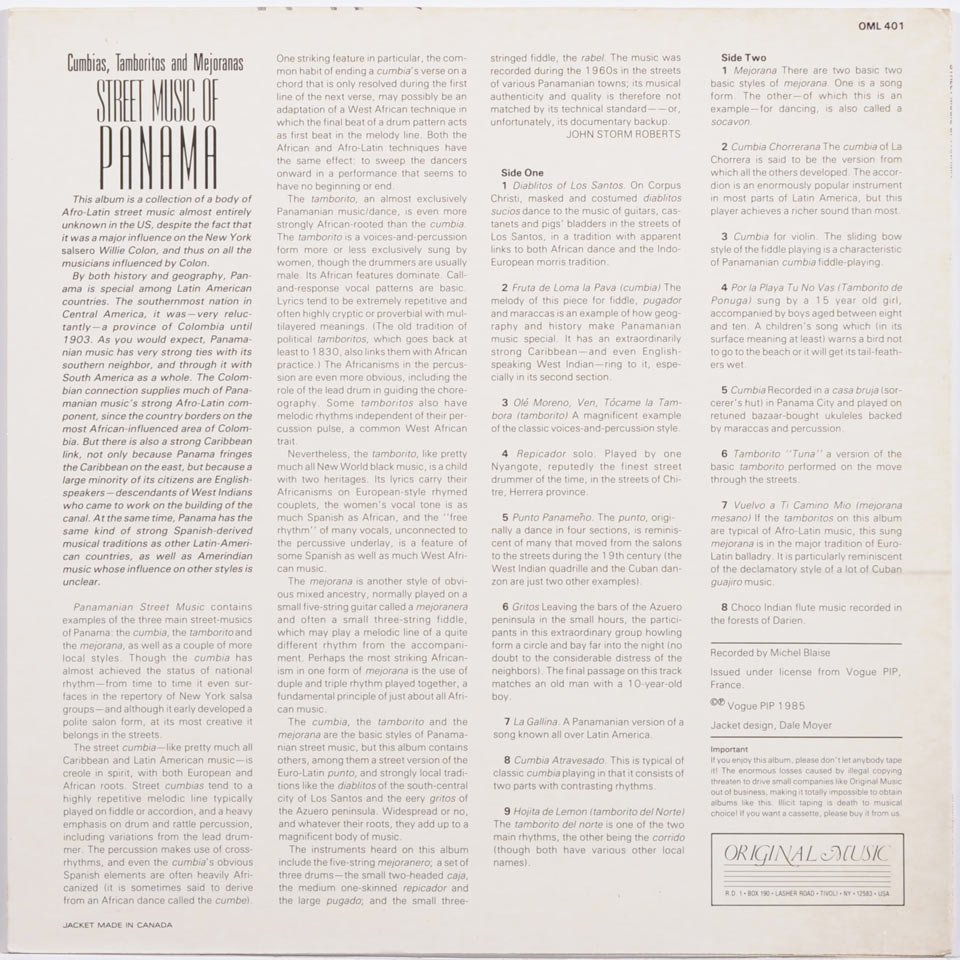 OML 401
Cumbias, Tamboritos and Mejoranas
STREET MUSIC OF
PANAMA
This album is a collection of a body of
Afro-Latin street music almost entirely
unknown in the US, despite the fact that
it was a major influence on the New York
salsero Willie Colon, and thus on all the
musicians influenced by Colon.
By both history and geography, Pan-
ama is special among Latin American
countries. The southernmost nation in
Central America, it was—very reluc-
tantly—a province of Colombia until
1903. As you would expect, Panama-
nian music has very strong ties with its
southern neighbor, and through it with
South America as a whole. The Colom-
bian connection supplies much of Pana-
manian music's strong Afro-Latin com-
ponent, since the country borders on the
most African-influenced area of Colom-
bia. But there is also a strong Caribbean
link, not only because Panama fringes
the Caribbean on the east, but because a
large minority of its citizens are English-
speakers—descendants of West Indians
who came to work on the building of the
canal. At the same time, Panama has the
same kind of strong Spanish-derived
musical traditions as other Latin-Ameri-
can countries, as well as Amerindian
music whose influence on other styles is
unclear.
Panamanian Street Music contains
examples of the three main street-musics
of Panama: the cumbia, the tamborito and
the mejorana, as well as a couple of more
local styles. Though the cumbia has
almost achieved the status of national
rhythm—from time to time it even sur-
faces in the repertory of New York salsa
groups—and although it early developed a
polite salon form, at its most creative it
belongs in the streets.
The street cumbia—like pretty much all
Caribbean and Latin American music—is
creole in spirit, with both European and
African roots. Street cumbias tend to a
highly repetitive melodic line typically
played on fiddle or accordion, and a heavy
emphasis on drum and rattle percussion,
including variations from the lead drum-
mer. The percussion makes use of cross-
rhythms, and even the cumbia's obvious
Spanish elements are often heavily Afri-
canized (it is sometimes said to derive
from an African dance called the cumbe).
JACKET MADE IN CANADA
One striking feature in particular, the com-
mon habit of ending a cumbia's verse on a
chord that is only resolved during the first
line of the next verse, may possibly be an
adaptation of a West African technique in
which the final beat of a drum pattern acts
as first beat in the melody line. Both the
African and Afro-Latin techniques have
the same effect: to sweep the dancers
onward in a performance that seems to
have no beginning or end.
The tamborito, an almost exclusively
Panamanian music/dance, is even more
strongly African-rooted than the cumbia.
The tamborito is a voices-and-percussion
form more or less exclusively sung by
women, though the drummers are usually
male. Its African features dominate. Call-
and-response vocal patterns are basic.
Lyrics tend to be extremely repetitive and
often highly cryptic or proverbial with mul-
tilayered meanings. (The old tradition of
political tamboritos, which goes back at
least to 1830, also links them with African
practice.) The Africanisms in the percus-
sion are even more obvious, including the
role of the lead drum in guiding the chore-
ography. Some tamboritos also have
melodic rhythms independent of their per-
cussion pulse, a common West African
trait.
Nevertheless, the tamborito, like pretty
much all New World black music, is a child
with two heritages. Its lyrics carry their
Africanisms on European-style rhymed
couplets, the women's vocal tone is as
much Spanish as African, and the "free
rhythm" of many vocals, unconnected to
the percussive underlay, is a feature of
some Spanish as well as much West Afri-
can music.
The mejorana is another style of obvi-
ous mixed ancestry, normally played on a
small five-string guitar called a mejoranera
and often a small three-string fiddle,
which may play a melodic line of a quite
different rhythm from the accompani-
ment. Perhaps the most striking African-
ism in one form of mejorana is the use of
duple and triple rhythm played together, a
fundamental principle of just about all Afri-
can music.
The cumbia, the tamborito and the
mejorana are the basic styles of Panama-
nian street music, but this album contains
others, among them a street version of the
Euro-Latin punto, and strongly local tradi-
tions like the diablitos of the south-central
city of Los Santos and the eery gritos of
the Azuero peninsula. Widespread or no,
and whatever their roots, they add up to a
magnificent body of music.
The instruments heard on this album
include the five-string mejoranero; a set of
three drums—the small two-headed caja,
the medium one-skinned repicador and
the large pugado; and the small three-
stringed fiddle, the rabel. The music was
recorded during the 1960s in the streets
of various Panamanian towns; its musical
authenticity and quality is therefore not
matched by its technical standard——or,
unfortunately, its documentary backup.
JOHN STORM ROBERTS
Side One
1 Diablitos of Los Santos. On Corpus
Christi, masked and costumed diablitos
sucios dance to the music of guitars, cas-
tanets and pigs' bladders in the streets of
Los Santos, in a tradition with apparent
links to both African dance and the Indo-
European morris tradition.
2 Fruta de Loma la Pava (cumbia) The
melody of this piece for fiddle, pugador
and maraccas is an example of how geog-
raphy and history make Panamanian
music special. It has an extraordinarily
strong Caribbean—and even English-
speaking West Indian—ring to it, espe-
cially in its second section.
3 Olé Moreno, Ven, Tócame la Tam-
bora (tamborito) A magnificent example
of the classic voices-and-percussion style.
4 Repicador solo. Played by one
Nyangote, reputedly the finest street
drummer of the time, in the streets of Chi-
tre, Herrera province.
5 Punto Panameño. The punto, origi-
nally a dance in four sections, is reminis-
cent of many that moved from the salons
to the streets during the 19th century (the
West Indian quadrille and the Cuban dan-
zon are just two other examples).
6 Gritos Leaving the bars of the Azuero
peninsula in the small hours, the partici-
pants in this extraordinary group howling
form a circle and bay far into the night (no
doubt to the considerable distress of the
neighbors). The final passage on this track
matches an old man with a 10-year-old
boy.
7 La Gallina. A Panamanian version of a
song known all over Latin America.
8 Cumbia Atravesado. This is typical of
classic cumbia playing in that it consists of
two parts with contrasting rhythms.
9 Hojita de Lemon (tamborito del Norte)
The tamborito del norte is one of the two
main rhythms, the other being the corrido
(though both have various other local
names).
Side Two
1 Mejorana There are two basic two
basic styles of mejorana. One is a song
form. The other—of which this is an
example—for dancing, is also called a
socavon.
2 Cumbia Chorrerana The cumbia of La
Chorrera is said to be the version from
which all the others developed. The accor-
dion is an enormously popular instrument
in most parts of Latin America, but this
player achieves a richer sound than most.
3 Cumbia for violin. The sliding bow
style of the fiddle playing is a characteristic
of Panamanian cumbia fiddle-playing.
4 Por la Playa Tu No Vas (Tamborito de
Ponuga) sung by a 15 year old girl,
accompanied by boys aged between eight
and ten. A children's song which (in its
surface meaning at least) warns a bird not
to go to the beach or it will get its tail-feath-
ers wet.
5 Cumbia Recorded in a casa bruja (sor-
cerer's hut) in Panama City and played on
retuned bazaar-bought ukuleles backed
by maraccas and percussion.
6 Tamborito "Tuna" a version of the
basic tamborito performed on the move
through the streets.
7 Vuelvo a Ti Camino Mio (mejorana
mesano) If the tamboritos on this album
are typical of Afro-Latin music, this sung
mejorana is in the major tradition of Euro-
Latin balladry. It is particularly reminiscent
of the declamatory style of a lot of Cuban
guajiro music.
8 Choco Indian flute music recorded in
the forests of Darien.
Recorded by Michel Blaise
Issued under license from Vogue PIP,
France.
©℗ Vogue PIP 1985
Jacket design, Dale Moyer
Important
If you enjoy this album, please don't let anybody tape
it! The enormous losses caused by illegal copying
threaten to drive small companies like Original Music
out of business, making it totally impossible to obtain
albums like this. Illicit taping is death to musical
choice! If you want a cassette, please buy it from us.
ORIGINAL MUSIC
R.D. 1 • BOX 190 • LASHER ROAD • TIVOLI • NY • 12583 • USA